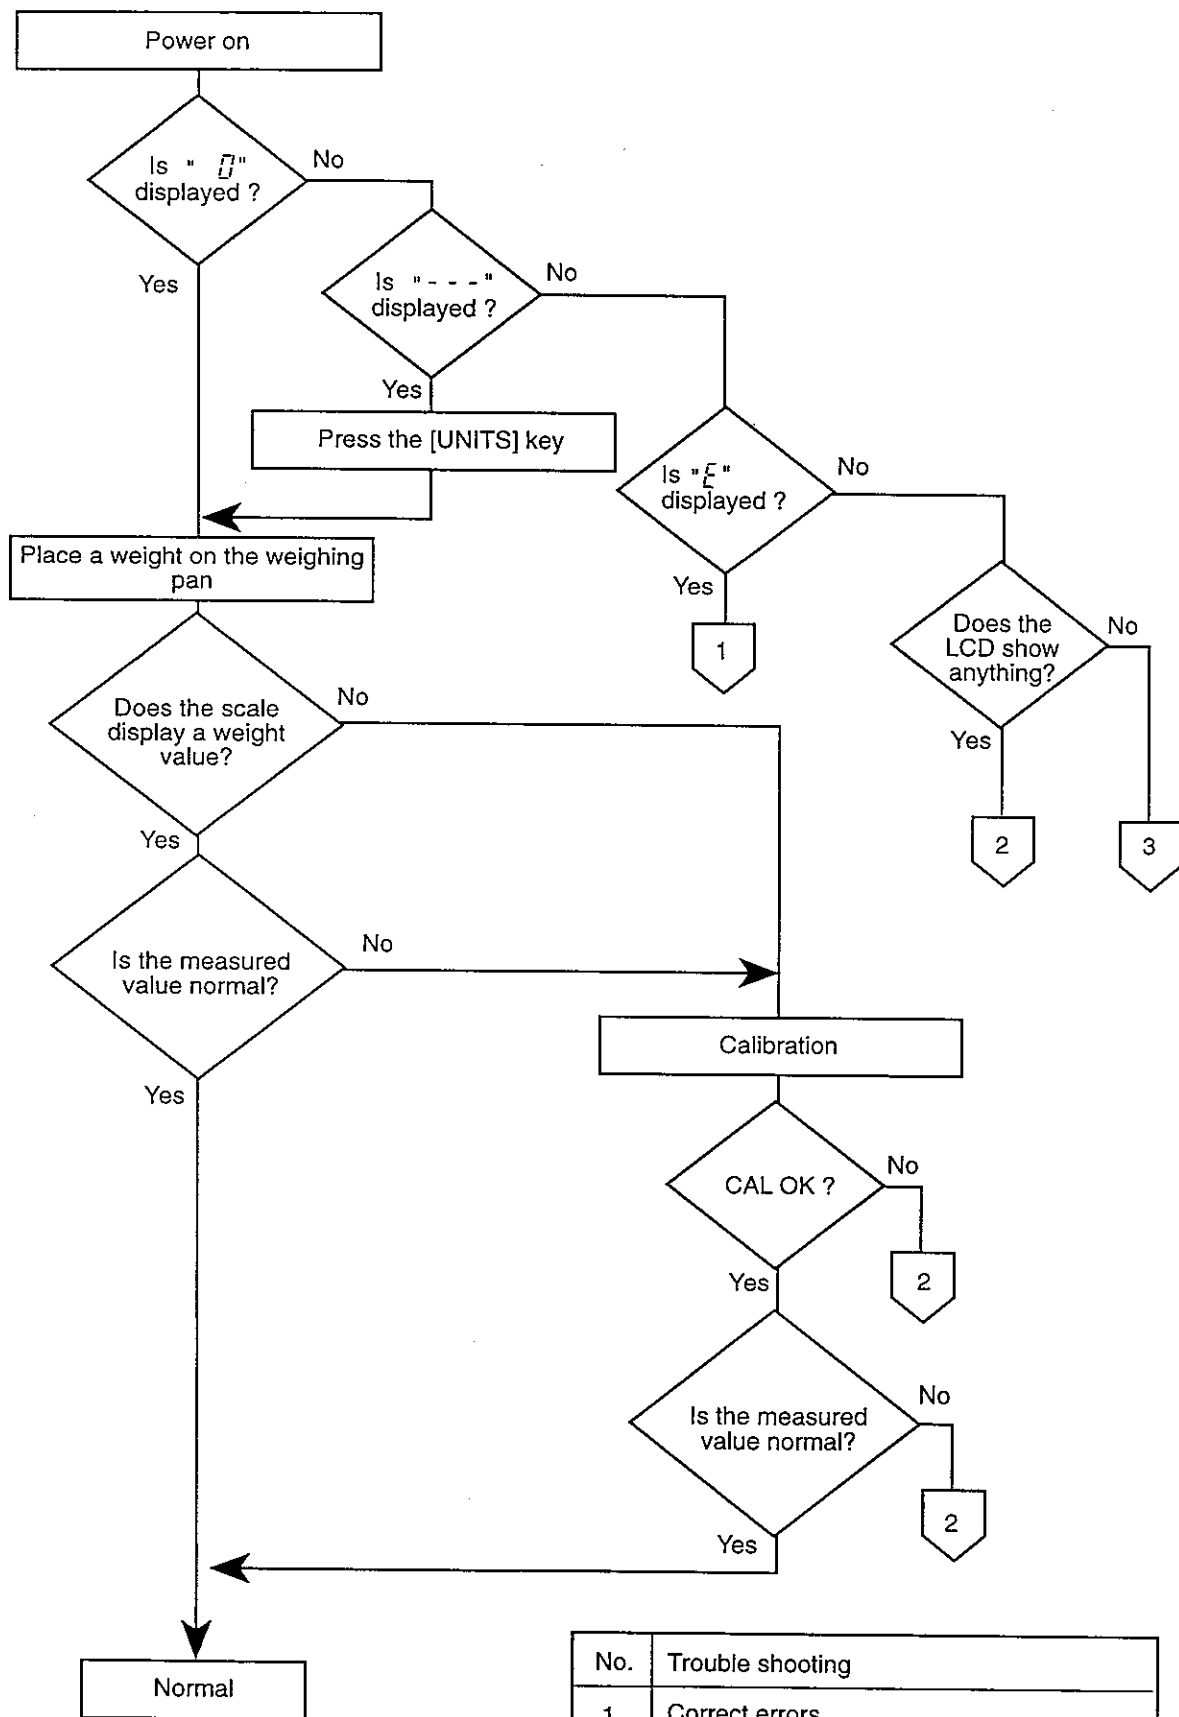 Power on
Is " 0"
displayed ?
No
Yes
Is "- - -"
displayed ?
No
Yes
Press the [UNITS] key
Is "E"
displayed ?
No
Yes
1
Place a weight on the weighing
pan
Does the
LCD show
anything?
No
Yes
2
3
Does the scale
display a weight
value?
No
Yes
Is the measured
value normal?
No
Yes
Calibration
CAL OK ?
No
Yes
2
Is the measured
value normal?
No
Yes
2
Normal
No. Trouble shooting
1 Correct errors